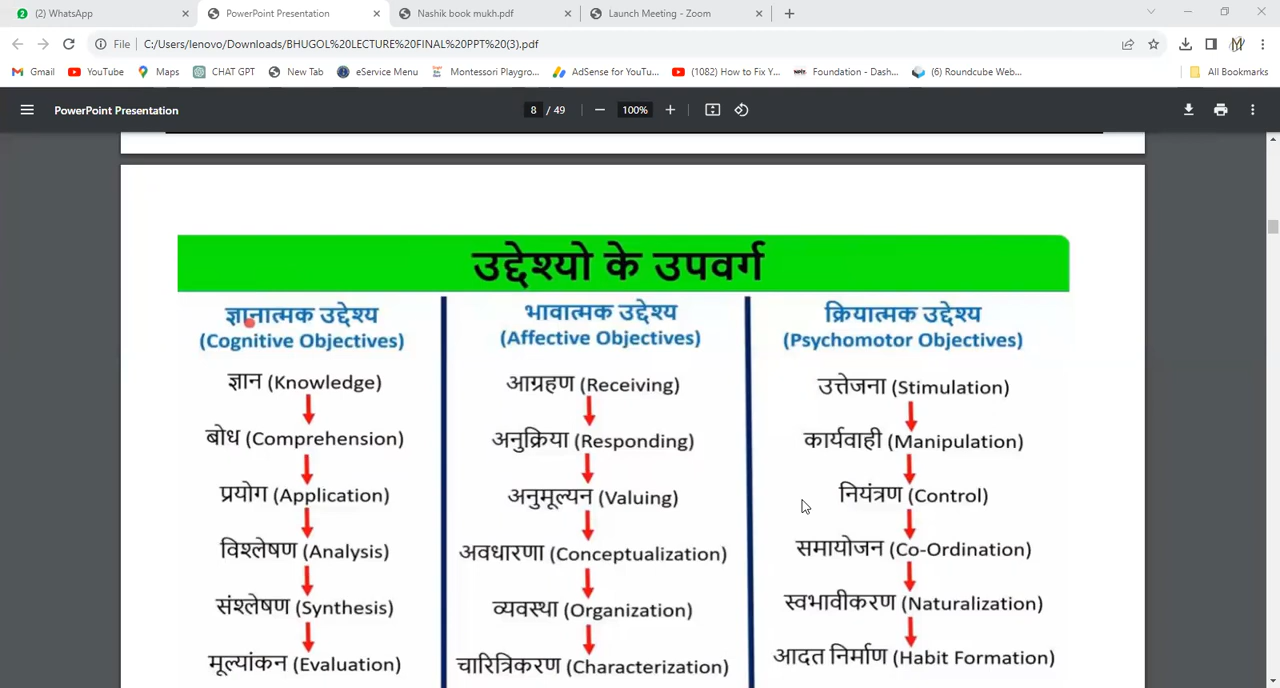 (2) WhatsApp
PowerPoint Presentation
Nashik book mukh.pdf
Launch Meeting - Zoom
File
C:/Users/lenovo/Downloads/BHUGOL%20LECTURE%20FINAL%20PPT%20(3).pdf
Gmail
YouTube
Maps
CHAT GPT
New Tab
eService Menu
Montessori Playgro...
AdSense for YouTu...
(1082) How to Fix Y...
Foundation - Dash...
(6) Roundcube Web...
All Bookmarks
PowerPoint Presentation
8 / 49
100%
उद्देश्यो के उपवर्ग
ज्ञानात्मक उद्देश्य
(Cognitive Objectives)
ज्ञान (Knowledge)
बोध (Comprehension)
प्रयोग (Application)
विश्लेषण (Analysis)
संश्लेषण (Synthesis)
मूल्यांकन (Evaluation)
भावात्मक उद्देश्य
(Affective Objectives)
आग्रहण (Receiving)
अनुक्रिया (Responding)
अनुमूल्यन (Valuing)
अवधारणा (Conceptualization)
व्यवस्था (Organization)
चारित्रिकरण (Characterization)
क्रियात्मक उद्देश्य
(Psychomotor Objectives)
उत्तेजना (Stimulation)
कार्यवाही (Manipulation)
नियंत्रण (Control)
समायोजन (Co-Ordination)
स्वभावीकरण (Naturalization)
आदत निर्माण (Habit Formation)